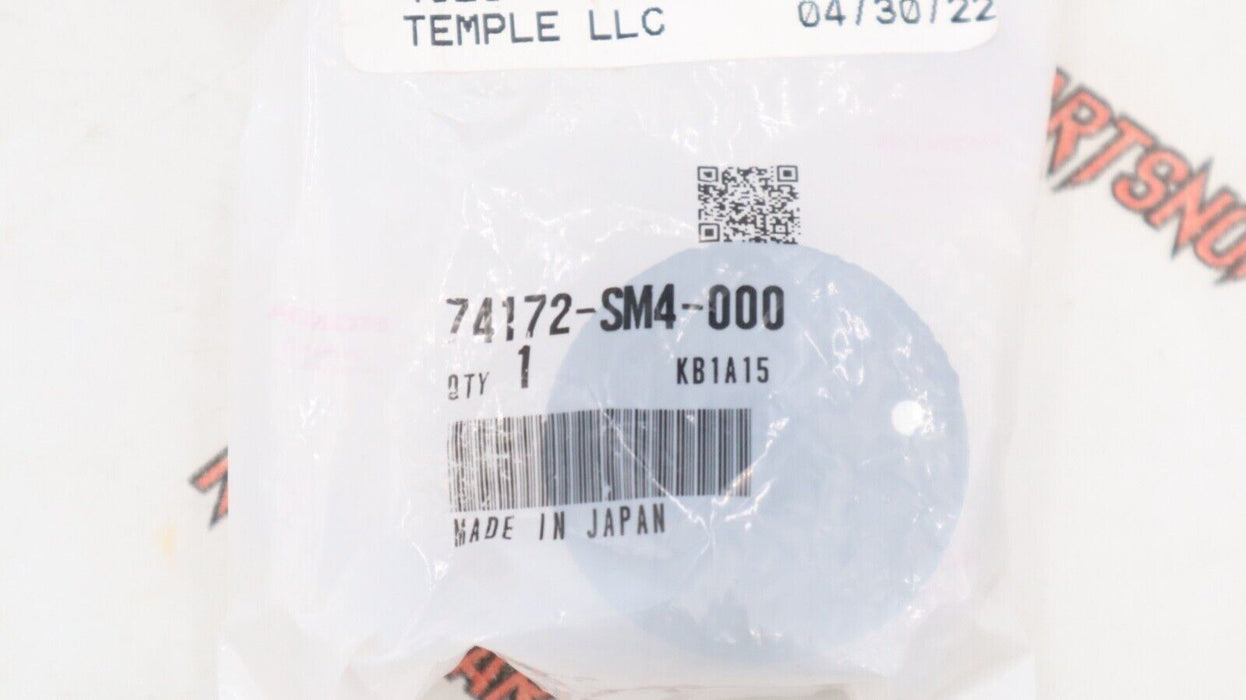 TEMPLE LLC 04/30/22
74172-SM4-000
QTY 1 KB1A15
MADE IN JAPAN